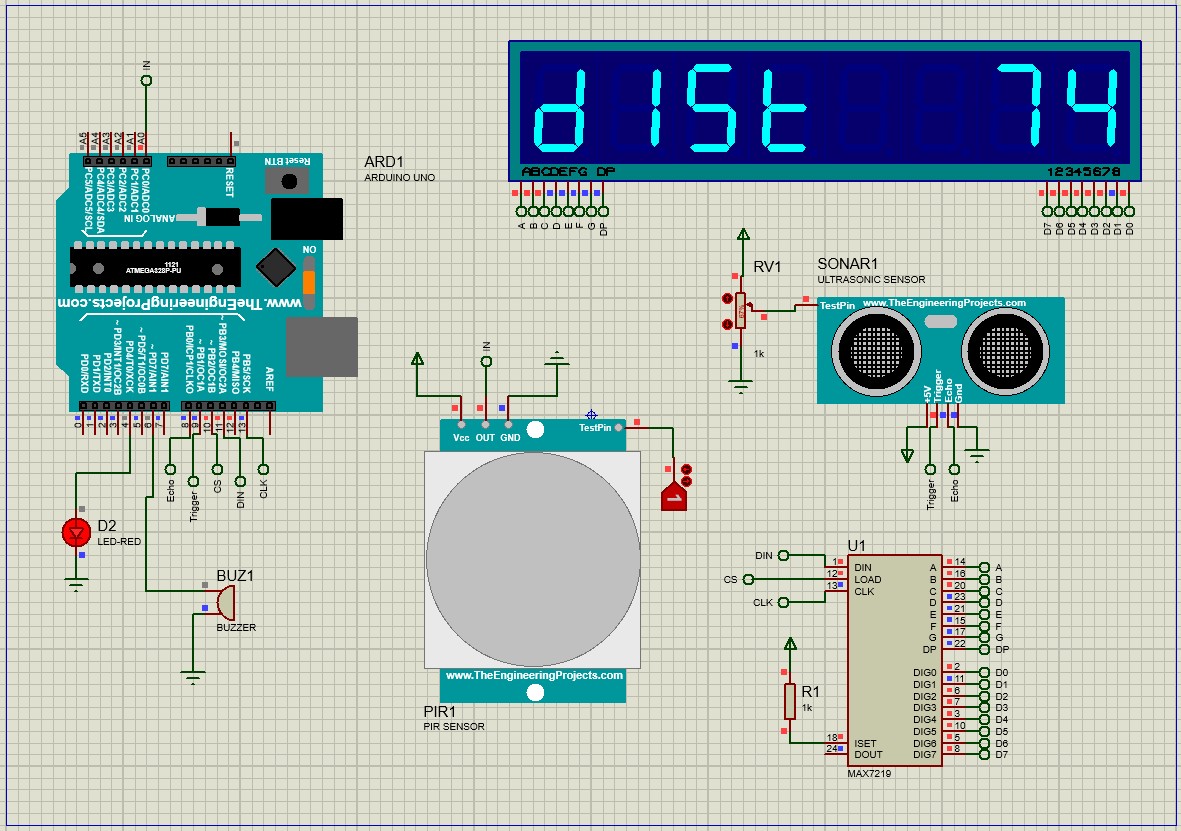 IN
A5 A4 A3 A2 A1 A0
PC5/ADC5/SCL
PC4/ADC4/SDA
PC3/ADC3
PC2/ADC2
PC1/ADC1
PC0/ADC0
RESET
Reset BTN
ANALOG IN
ARD1
ARDUINO UNO
1121
ATMEGA328P-PU
ON
www.TheEngineeringProjects.com
PD0/RXD
PD1/TXD
PD2/INT0
~ PD3/INT1/OC2B
PD4/T0/XCK
~ PD5/T1/OC0B
~ PD7/AIN1
PD7/AIN1
PB0/ICP1/CLKO
~ PB1/OC1A
~ PB2/OC1B
~ PB3/MOSI/OC2A
PB4/MISO
PB5/SCK
AREF
0 1 2 3 4 5 6 7 8 9 10 11 12 13
Echo
Trigger
CS
DIN
CLK
D2
LED-RED
BUZ1
BUZZER
d1St 74
ABCDEFG DP
12345678
A B C D E F G DP
D7 D6 D5 D4 D3 D2 D1 D0
RV1
1k
SONAR1
ULTRASONIC SENSOR
TestPin
www.TheEngineeringProjects.com
+5V
Trigger
Echo
Gnd
Trigger
Echo
IN
Vcc OUT GND
TestPin
1
www.TheEngineeringProjects.com
PIR1
PIR SENSOR
U1
DIN 1 DIN A 14 A
CS 12 LOAD B 16 B
CLK 13 CLK C 20 C
D 23 D
E 21 E
F 15 F
G 17 G
DP 22 DP
DIG0 2 D0
DIG1 11 D1
DIG2 6 D2
DIG3 7 D3
DIG4 3 D4
DIG5 10 D5
18 ISET DIG6 5 D6
24 DOUT DIG7 8 D7
MAX7219
R1
1k